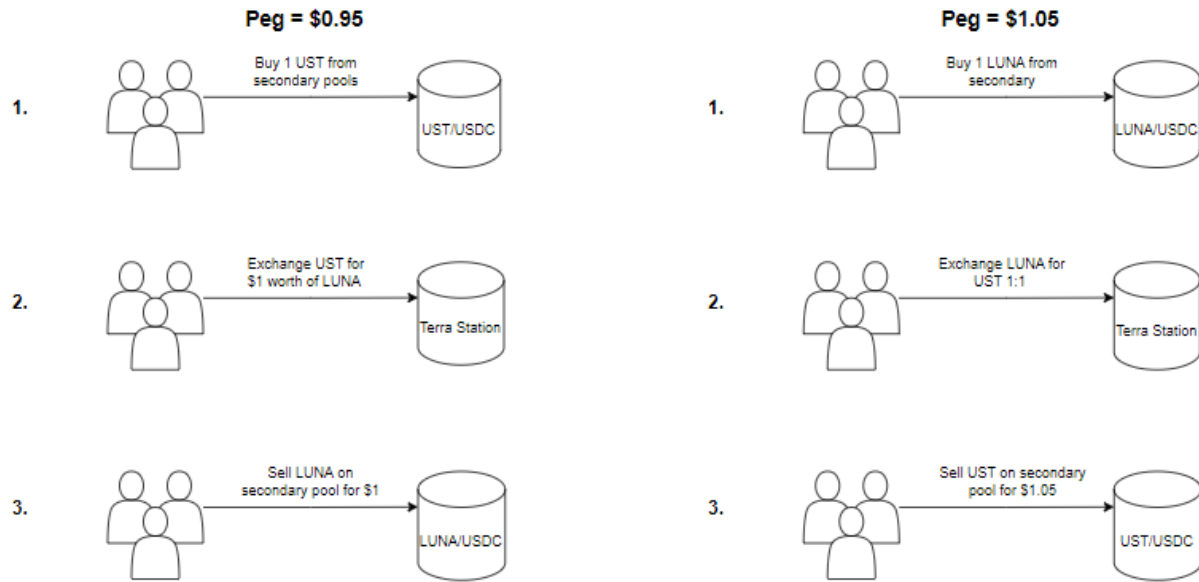 Peg = $0.95
1.
Buy 1 UST from
secondary pools
UST/USDC
2.
Exchange UST for
$1 worth of LUNA
Terra Station
3.
Sell LUNA on
secondary pool for $1
LUNA/USDC
Peg = $1.05
1.
Buy 1 LUNA from
secondary
LUNA/USDC
2.
Exchange LUNA for
UST 1:1
Terra Station
3.
Sell UST on secondary
pool for $1.05
UST/USDC